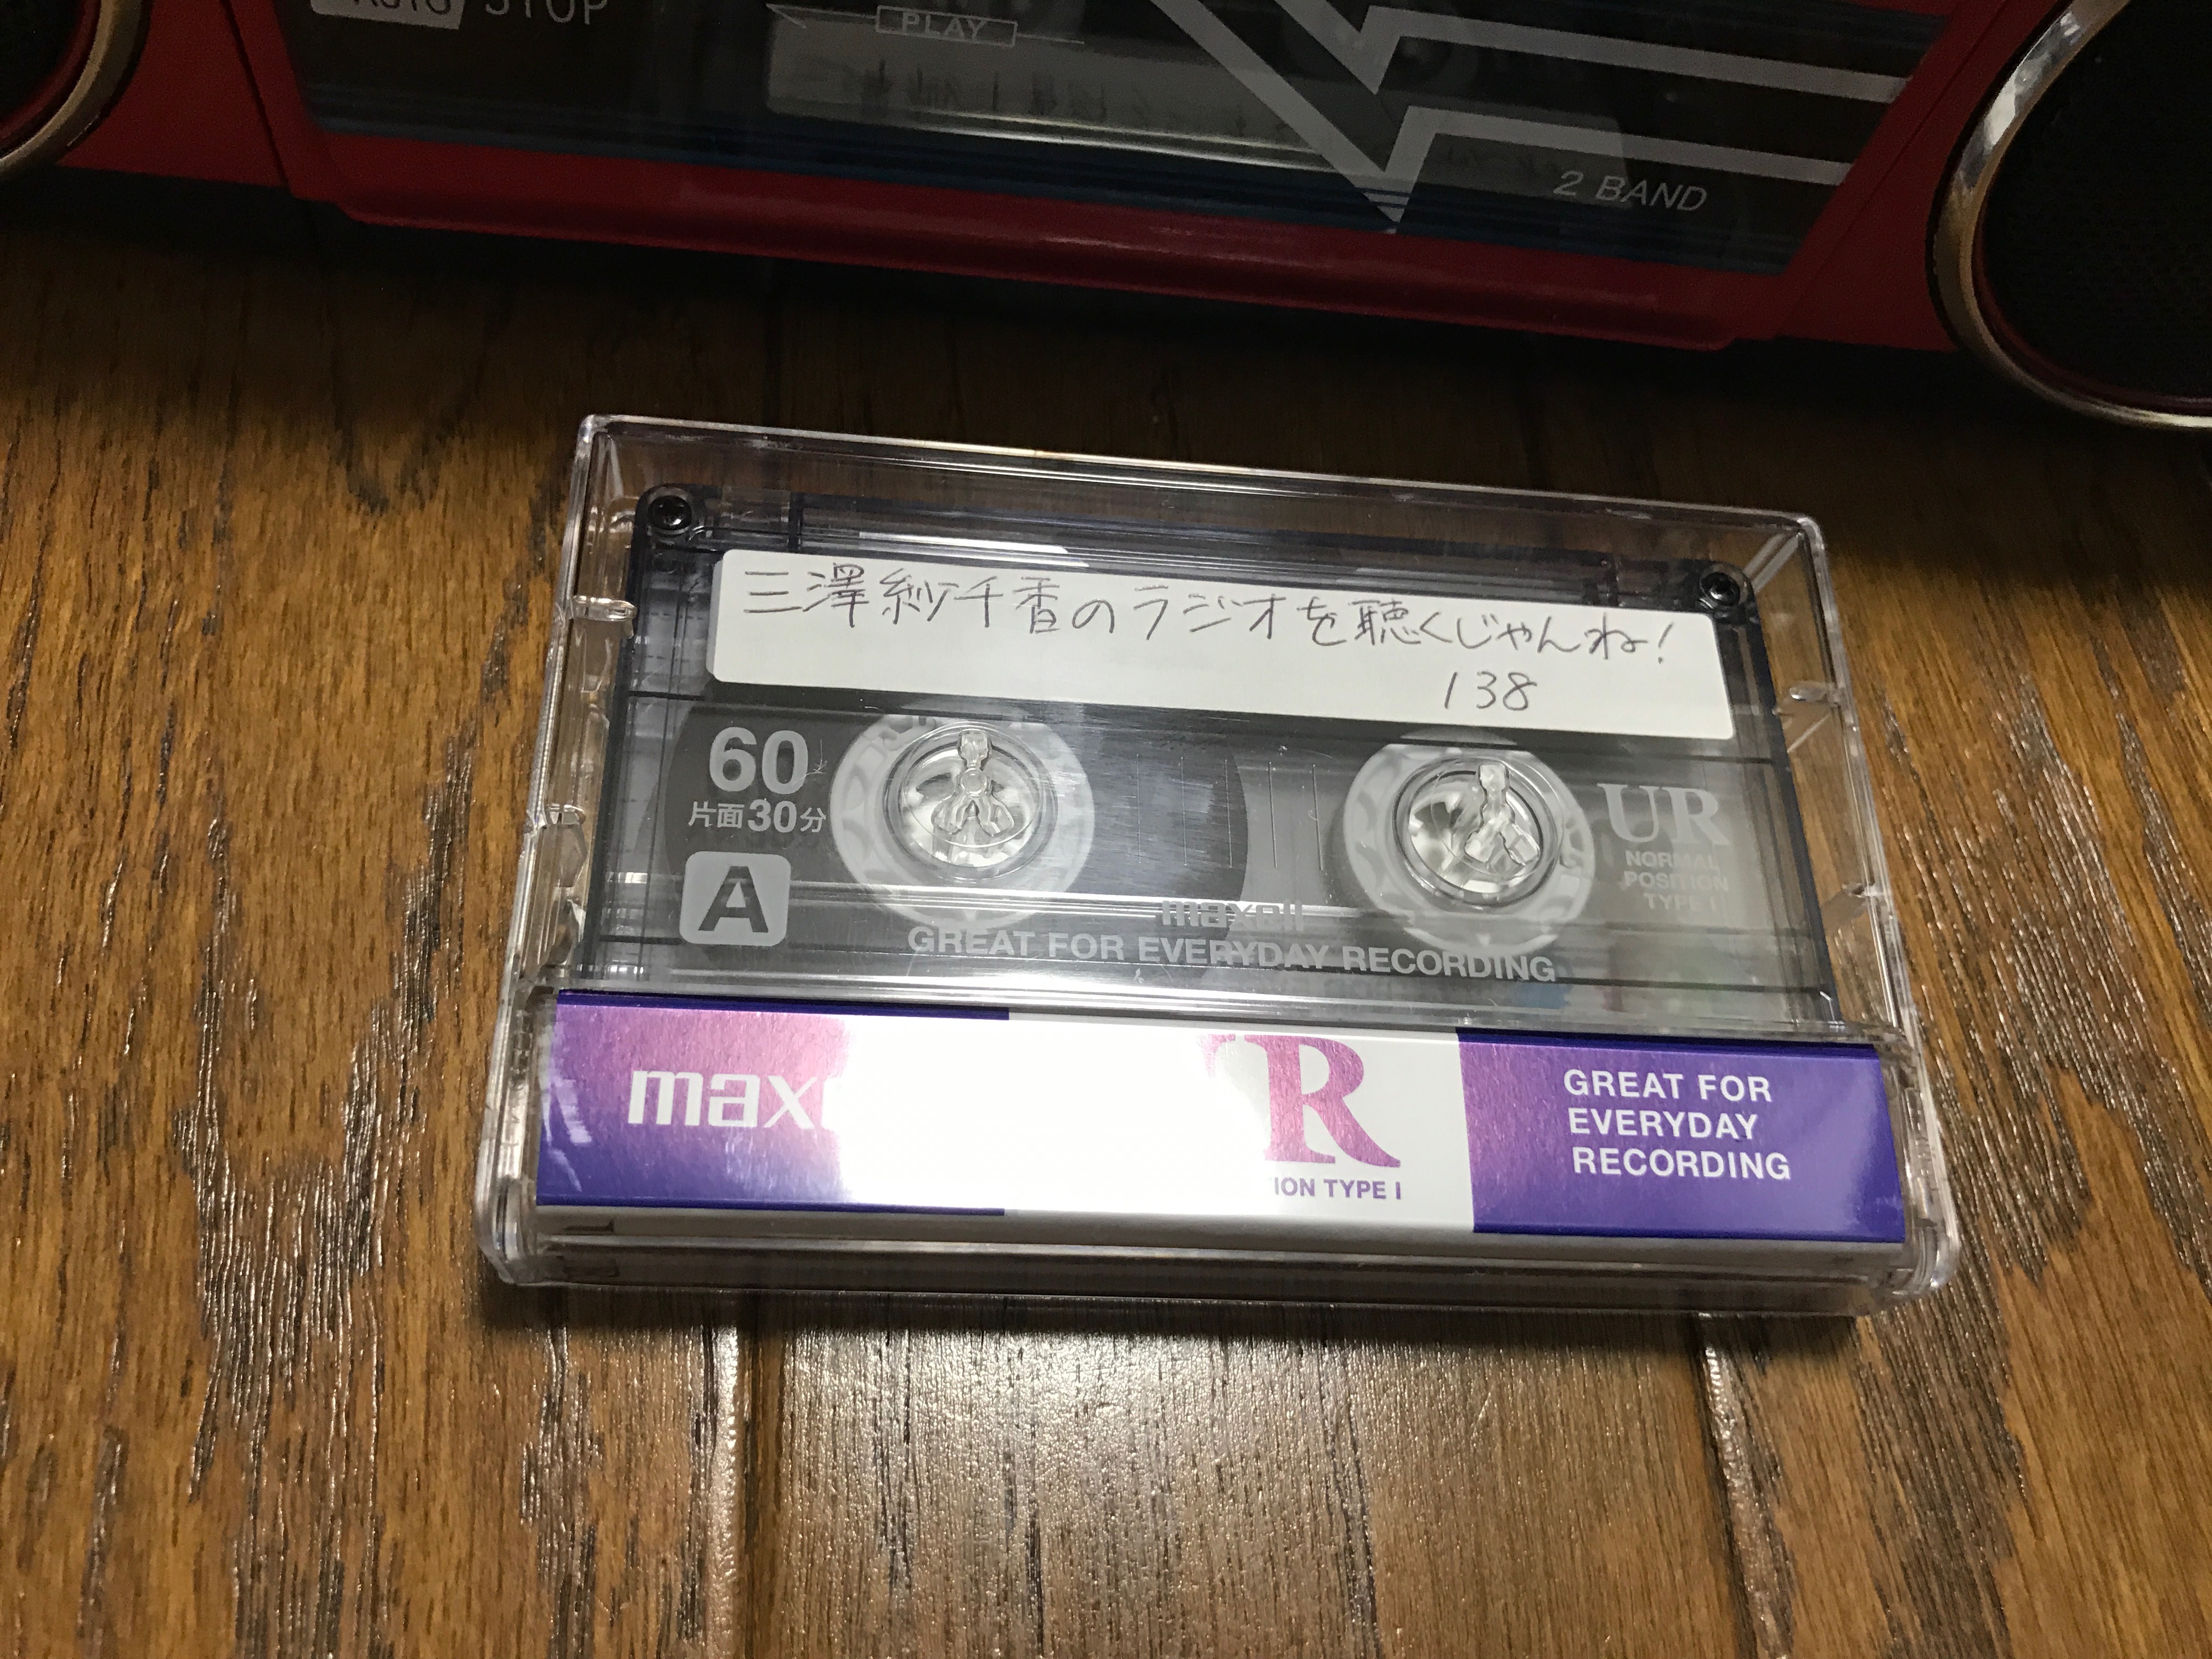 STOP
PLAY
2 BAND
三澤紗千香のラジオを聴くじゃんね!
138
60
片面30分
A
UR
NORMAL
POSITION
TYPE I
maxell
GREAT FOR EVERYDAY RECORDING
R
TYPE I
GREAT FOR
EVERYDAY
RECORDING